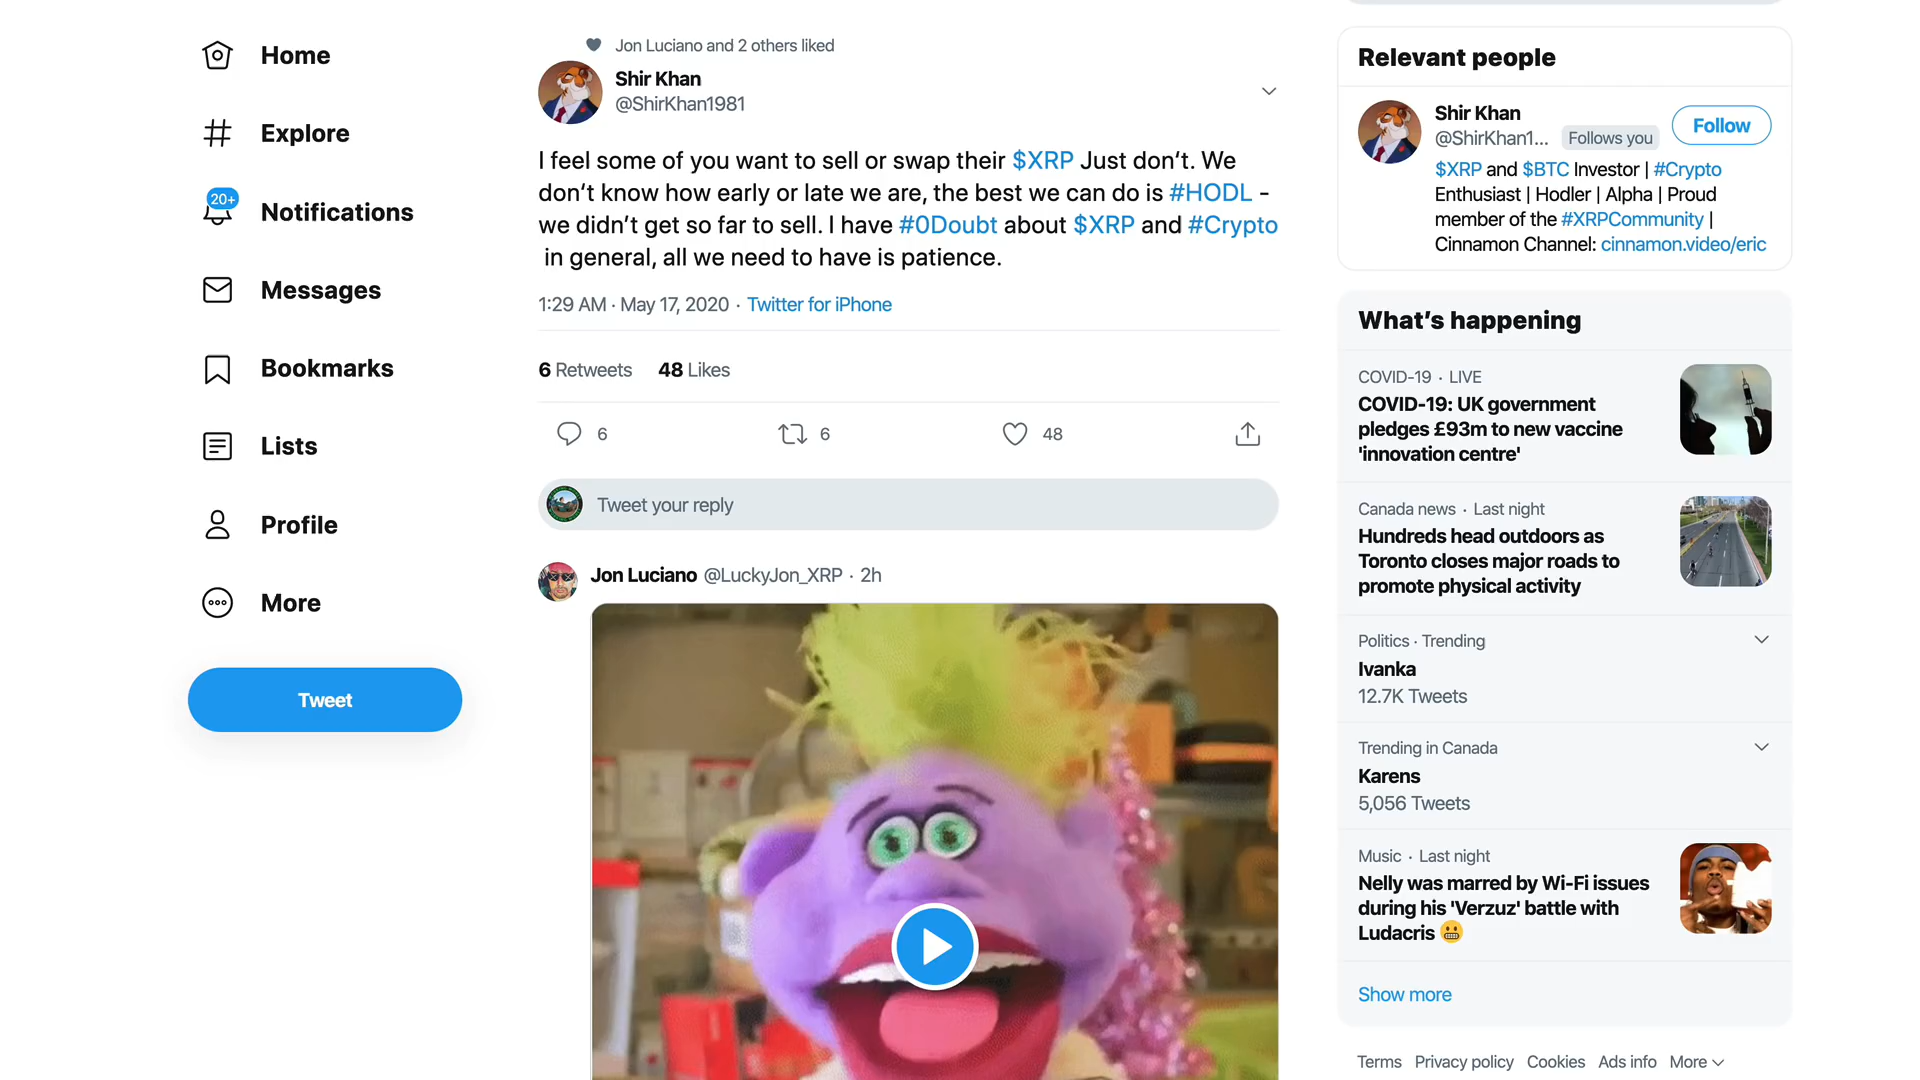 Home
Explore
20+
Notifications
Messages
Bookmarks
Lists
Profile
More
Tweet
Jon Luciano and 2 others liked
Shir Khan
@ShirKhan1981
I feel some of you want to sell or swap their $XRP Just don't. We
don't know how early or late we are, the best we can do is #HODL -
we didn't get so far to sell. I have #0Doubt about $XRP and #Crypto
in general, all we need to have is patience.
1:29 AM · May 17, 2020 · Twitter for iPhone
6 Retweets 48 Likes
6 6 48
Tweet your reply
Jon Luciano @LuckyJon_XRP · 2h
Relevant people
Shir Khan
@ShirKhan1... Follows you
Follow
$XRP and $BTC Investor | #Crypto
Enthusiast | Hodler | Alpha | Proud
member of the #XRPCommunity |
Cinnamon Channel: cinnamon.video/eric
What's happening
COVID-19 · LIVE
COVID-19: UK government
pledges £93m to new vaccine
'innovation centre'
Canada news · Last night
Hundreds head outdoors as
Toronto closes major roads to
promote physical activity
Politics · Trending
Ivanka
12.7K Tweets
Trending in Canada
Karens
5,056 Tweets
Music · Last night
Nelly was marred by Wi-Fi issues
during his 'Verzuz' battle with
Ludacris 😬
Show more
Terms Privacy policy Cookies Ads info More